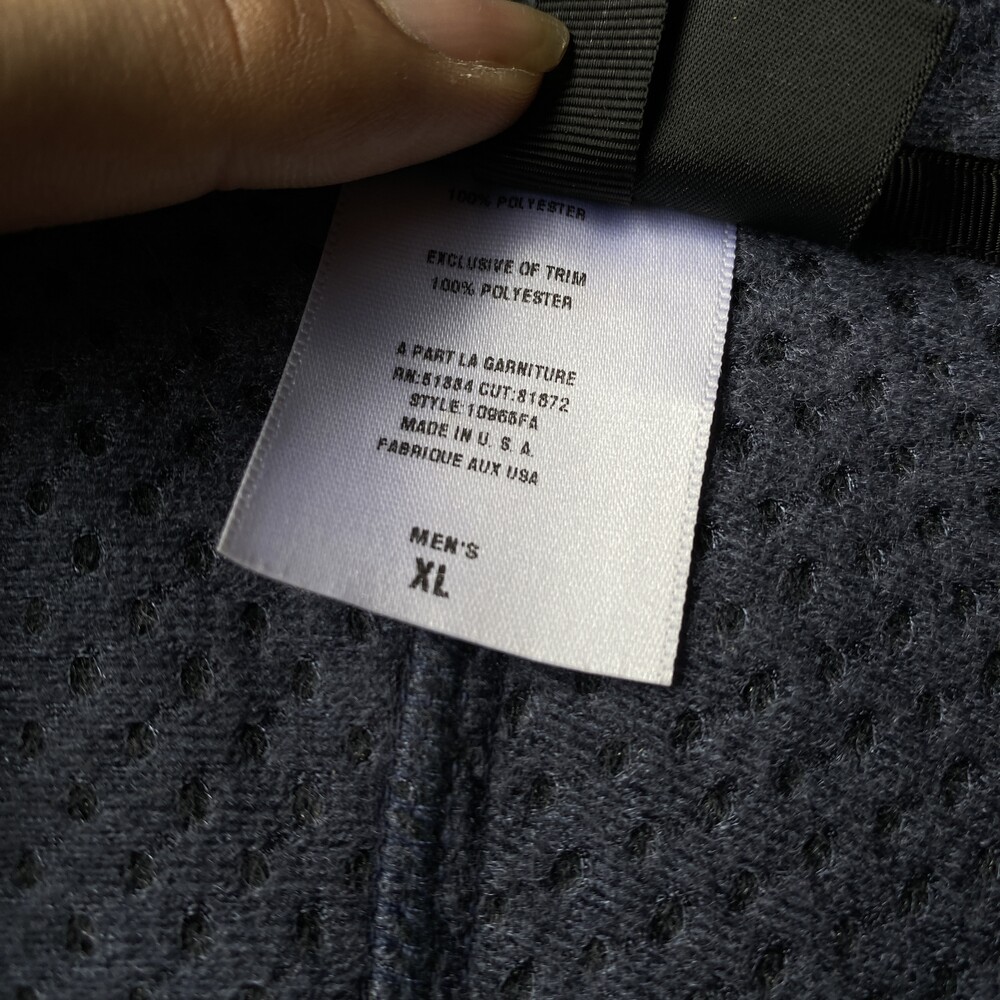 100% POLYESTER
EXCLUSIVE OF TRIM
100% POLYESTER
A PART LA GARNITURE
RN:51884 CUT:81672
STYLE:10965FA
MADE IN U. S. A.
FABRIQUE AUX USA
MEN'S
XL